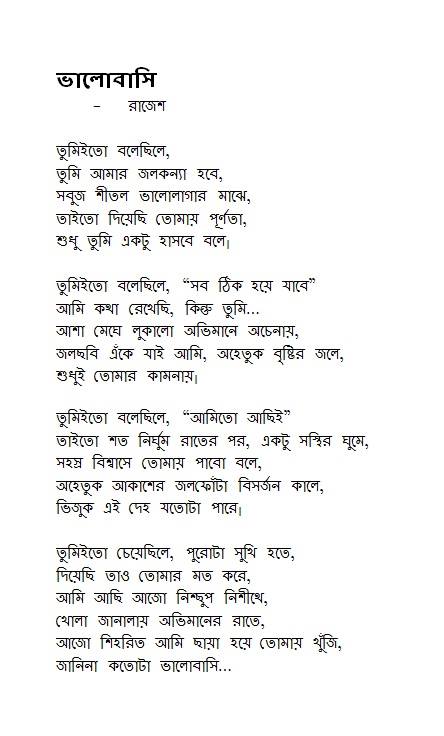 ভালোবাসি
- রাজেশ
তুমিইতো বলেছিলে,
তুমি আমার জলকন্যা হবে,
সবুজ শীতল ভালোলাগার মাঝে,
তাইতো দিয়েছি তোমায় পূর্ণতা,
শুধু তুমি একটু হাসবে বলে।
তুমিইতো বলেছিলে, “সব ঠিক হয়ে যাবে”
আমি কথা রেখেছি, কিন্তু তুমি...
আশা মেঘে লুকালো অভিমানে অচেনায়,
জলছবি এঁকে যাই আমি, অহেতুক বৃষ্টির জলে,
শুধুই তোমার কামনায়।
তুমিইতো বলেছিলে, “আমিতো আছিই”
তাইতো শত নির্ঘুম রাতের পর, একটু সস্থির ঘুমে,
সহস্র বিশ্বাসে তোমায় পাবো বলে,
অহেতুক আকাশের জলফোঁটা বিসর্জন কালে,
ভিজুক এই দেহ যতোটা পারে।
তুমিইতো চেয়েছিলে, পুরোটা সুখি হতে,
দিয়েছি তাও তোমার মত করে,
আমি আছি আজো নিশ্ছুপ নিশীথে,
খোলা জানালায় অভিমানের রাতে,
আজো শিহরিত আমি ছায়া হয়ে তোমায় খুঁজি,
জানিনা কতোটা ভালোবাসি...